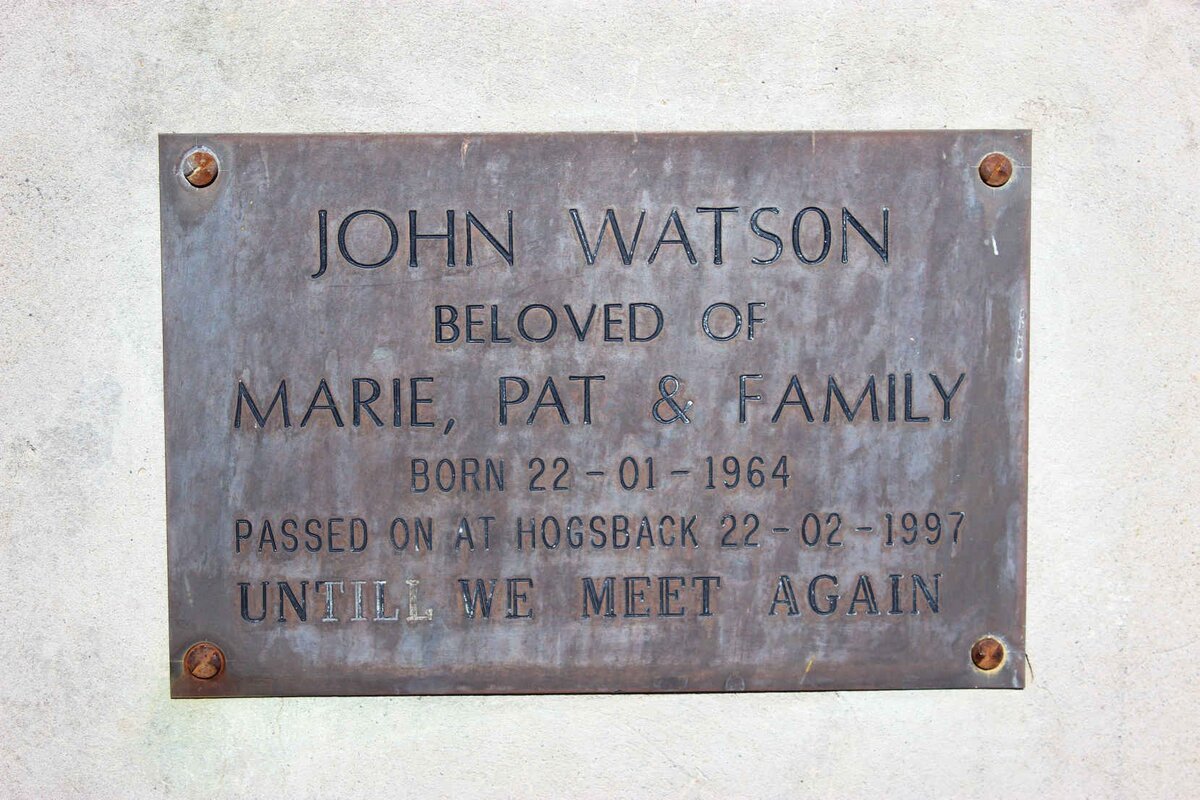 JOHN WATSON
BELOVED OF
MARIE, PAT & FAMILY
BORN 22-01-1964
PASSED ON AT HOGSBACK 22-02-1997
UNTILL WE MEET AGAIN